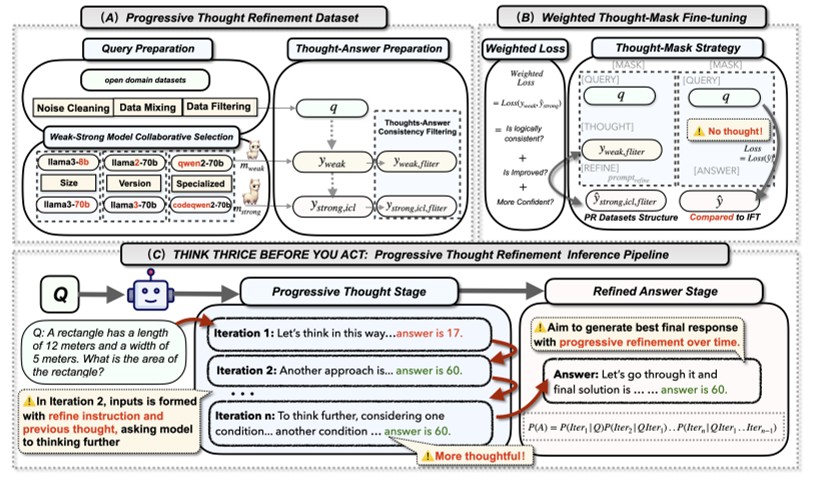 (A) Progressive Thought Refinement Dataset
Query Preparation
open domain datasets
Noise Cleaning
Data Mixing
Data Filtering
Weak-Strong Model Collaborative Selection
llama3-8b
llama2-70b
qwen2-70b
Size
Version
Specialized
llama3-70b
llama3-70b
codeqwen2-70b
m_weak
m_strong
Thought-Answer Preparation
q
y_weak
y_strong,icl
Thoughts-Answer
Consistency Filtering
y_weak,fliter
y_strong,icl,fliter
(B) Weighted Thought-Mask Fine-tuning
Weighted Loss
Weighted
Loss
= Loss(y_weak,ŷ_strong)
= Is logically
consistent?
+
Is Improved?
+
More Confident?
Thought-Mask Strategy
[MASK]
[QUERY]
q
[THOUGHT]
y_weak,fliter
[REFINE]
prompt_refine
ŷ_strong,icl,fliter
PR Datasets Structure
[MASK]
[QUERY]
q
No thought!
Loss
= Loss(ŷ)
[ANSWER]
ŷ
Compared to IFT
(C) THINK THRICE BEFORE YOU ACT: Progressive Thought Refinement Inference Pipeline
Q
Progressive Thought Stage
Refined Answer Stage
Q: A rectangle has a length
of 12 meters and a width of
5 meters. What is the area of
the rectangle?
In Iteration 2, inputs is formed
with refine instruction and
previous thought, asking model
to thinking further
Iteration 1: Let's think in this way...answer is 17.
Iteration 2: Another approach is... answer is 60.
• • •
Iteration n: To think further, considering one
condition... another condition ... answer is 60.
More thoughtful!
Aim to generate best final response
with progressive refinement over time.
Answer: Let's go through it and
final solution is ... ... answer is 60.
P(A) = P(Iter₁|Q)P(Iter₂|QIter₁)..P(Iterₙ|QIter₁..Iterₙ₋₁)